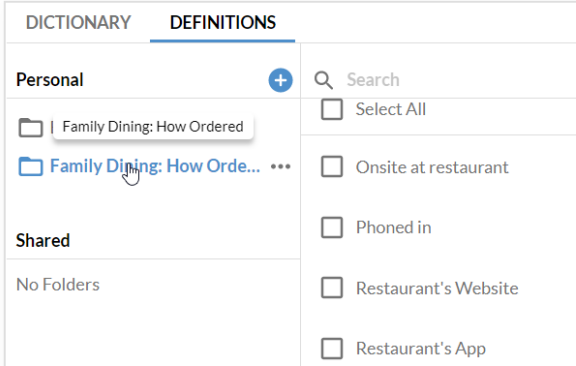 DICTIONARY DEFINITIONS
Personal
Family Dining: How Ordered
Family Dining: How Orde...
Shared
No Folders
Search
Select All
Onsite at restaurant
Phoned in
Restaurant's Website
Restaurant's App